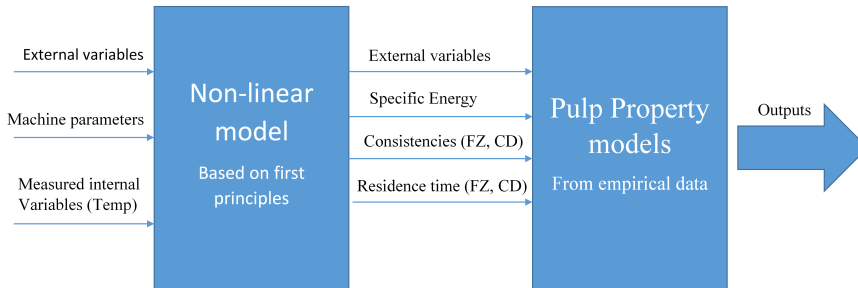 External variables
Machine parameters
Measured internal
Variables (Temp)
Non-linear
model
Based on first
principles
External variables
Specific Energy
Consistencies (FZ, CD)
Residence time (FZ, CD)
Pulp Property
models
From empirical data
Outputs